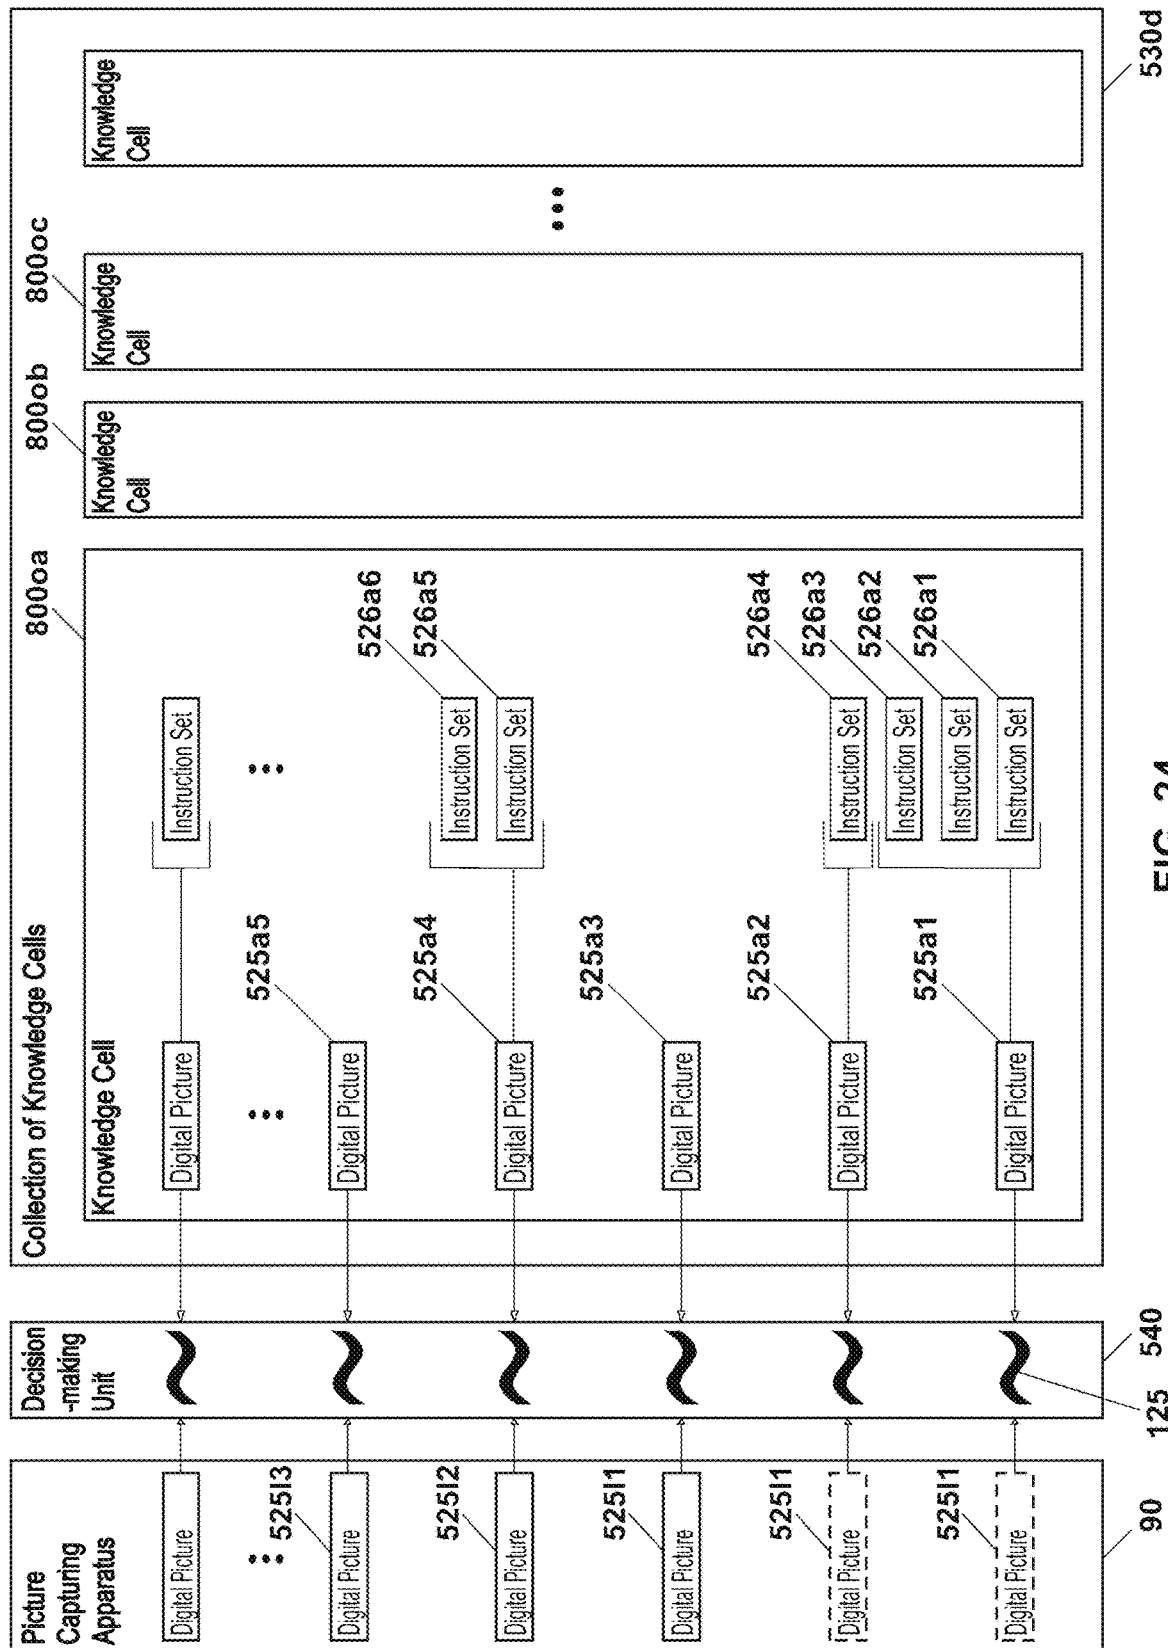 Picture
Capturing
Apparatus
Digital Picture
525l3
Digital Picture
525l2
Digital Picture
525l1
Digital Picture
525l1
Digital Picture
525l1
Digital Picture
90
Decision
-making
Unit
125
540
Collection of Knowledge Cells
Knowledge Cell
800oa
Digital Picture
Instruction Set
525a5
Digital Picture
525a4
Digital Picture
526a6
Instruction Set
526a5
Instruction Set
525a3
Digital Picture
525a2
Digital Picture
526a4
Instruction Set
526a3
Instruction Set
526a2
Instruction Set
526a1
Instruction Set
525a1
Digital Picture
Knowledge
Cell
800ob
Knowledge
Cell
800oc
Knowledge
Cell
530d
FIG. 24